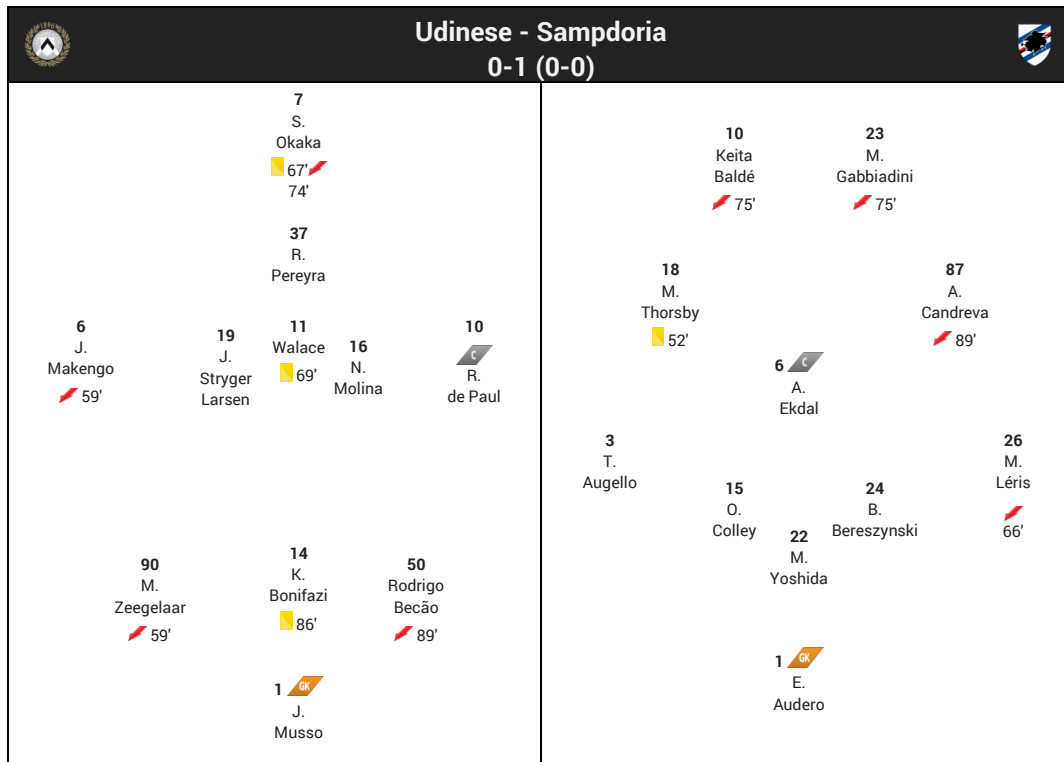 Udinese - Sampdoria
0-1 (0-0)
7
S.
Okaka
67'
74'
37
R.
Pereyra
6
J.
Makengo
59'
19
J.
Stryger
Larsen
11
Walace
69'
16
N.
Molina
10
C
R.
de Paul
90
M.
Zeegelaar
59'
14
K.
Bonifazi
86'
50
Rodrigo
Becão
89'
1 GK
J.
Musso
10
Keita
Baldé
75'
23
M.
Gabbiadini
75'
18
M.
Thorsby
52'
87
A.
Candreva
89'
6 C
A.
Ekdal
3
T.
Augello
15
O.
Colley
22
M.
Yoshida
24
B.
Bereszynski
26
M.
Léris
66'
1 GK
E.
Audero